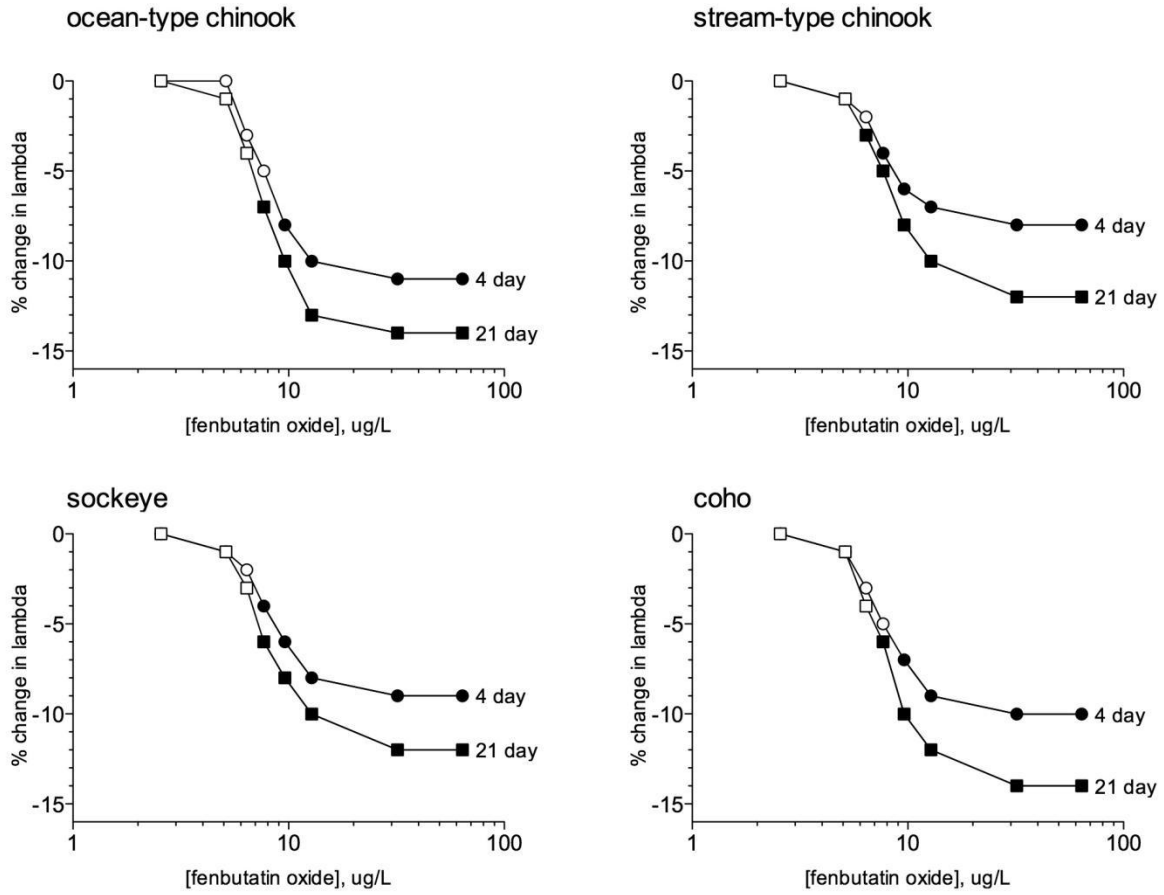 ocean-type chinook
0
-5
-10
-15
% change in lambda
4 day
21 day
1
10
100
[fenbutatin oxide], ug/L
stream-type chinook
0
-5
-10
-15
% change in lambda
4 day
21 day
1
10
100
[fenbutatin oxide], ug/L
sockeye
0
-5
-10
-15
% change in lambda
4 day
21 day
1
10
100
[fenbutatin oxide], ug/L
coho
0
-5
-10
-15
% change in lambda
4 day
21 day
1
10
100
[fenbutatin oxide], ug/L